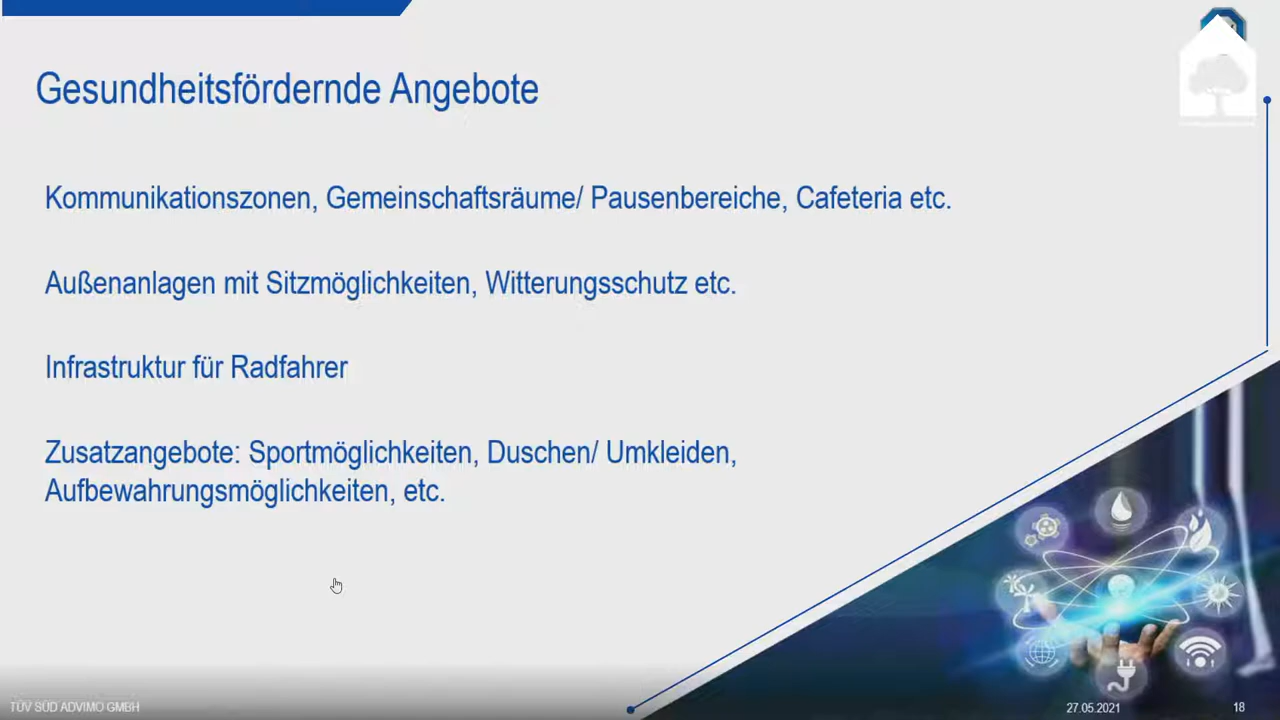 Gesundheitsfördernde Angebote
Kommunikationszonen, Gemeinschaftsräume/ Pausenbereiche, Cafeteria etc.
Außenanlagen mit Sitzmöglichkeiten, Witterungsschutz etc.
Infrastruktur für Radfahrer
Zusatzangebote: Sportmöglichkeiten, Duschen/ Umkleiden,
Aufbewahrungsmöglichkeiten, etc.
TÜV SÜD ADVIMO GMBH
27.05.2021
18